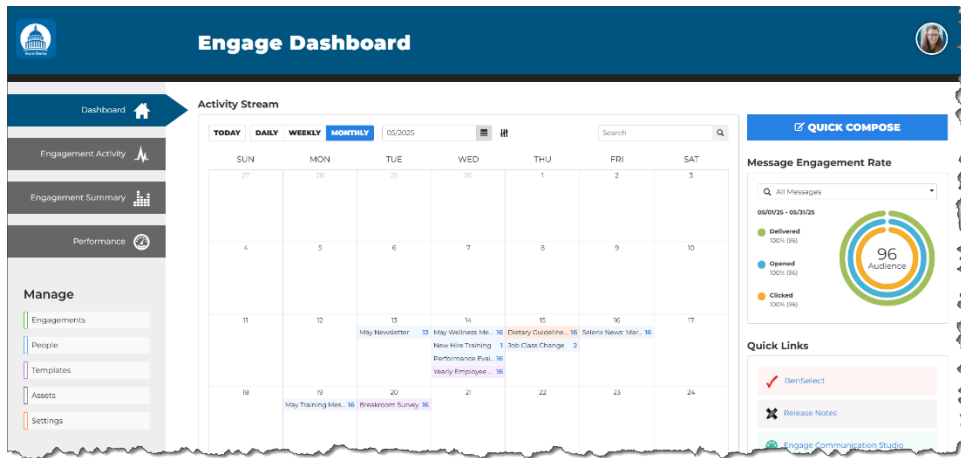 Engage Dashboard
Dashboard
Engagement Activity
Engagement Summary
Performance
Manage
Engagements
People
Templates
Assets
Settings
Activity Stream
TODAY DAILY WEEKLY MONTHLY 05/2025 Search
SUN MON TUE WED THU FRI SAT
27 28 29 30 1 2 3
4 5 6 7 8 9 10
11 12 13 14 15 16 17
May Newsletter 13 May Wellness Me... 16 Dietary Guideline... 16 Selerix News: Mar... 16
New Hire Training 1 Job Class Change 2
Performance Eval... 16
Yearly Employee ... 16
18 19 20 21 22 23 24
May Training Mes... 16 Breakroom Survey 16
QUICK COMPOSE
Message Engagement Rate
All Messages
05/01/25 - 05/31/25
Delivered
100% (96)
Opened
100% (96)
Clicked
100% (96)
96
Audience
Quick Links
BenSelect
Release Notes
Engage Communication Studio